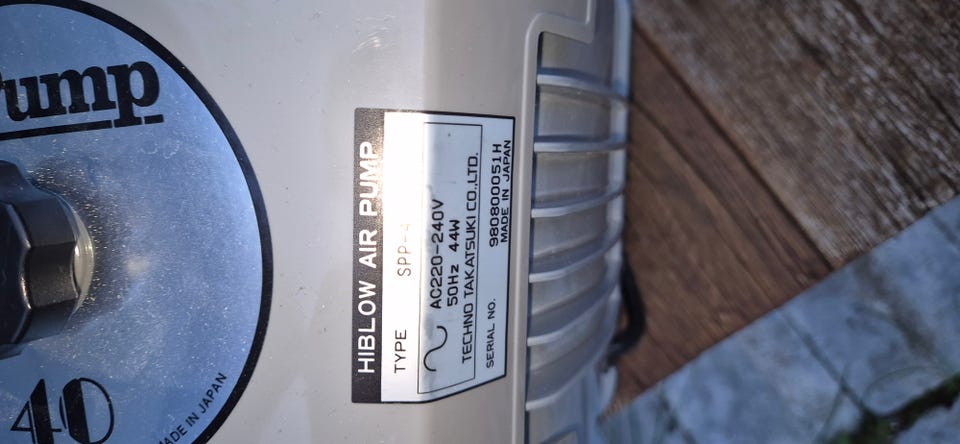 Pump
40
MADE IN JAPAN
HIBLOW AIR PUMP
TYPE SPP-4
AC220-240V
50Hz 44W
TECHNO TAKATSUKI CO.,LTD.
SERIAL NO. 980800051H
MADE IN JAPAN